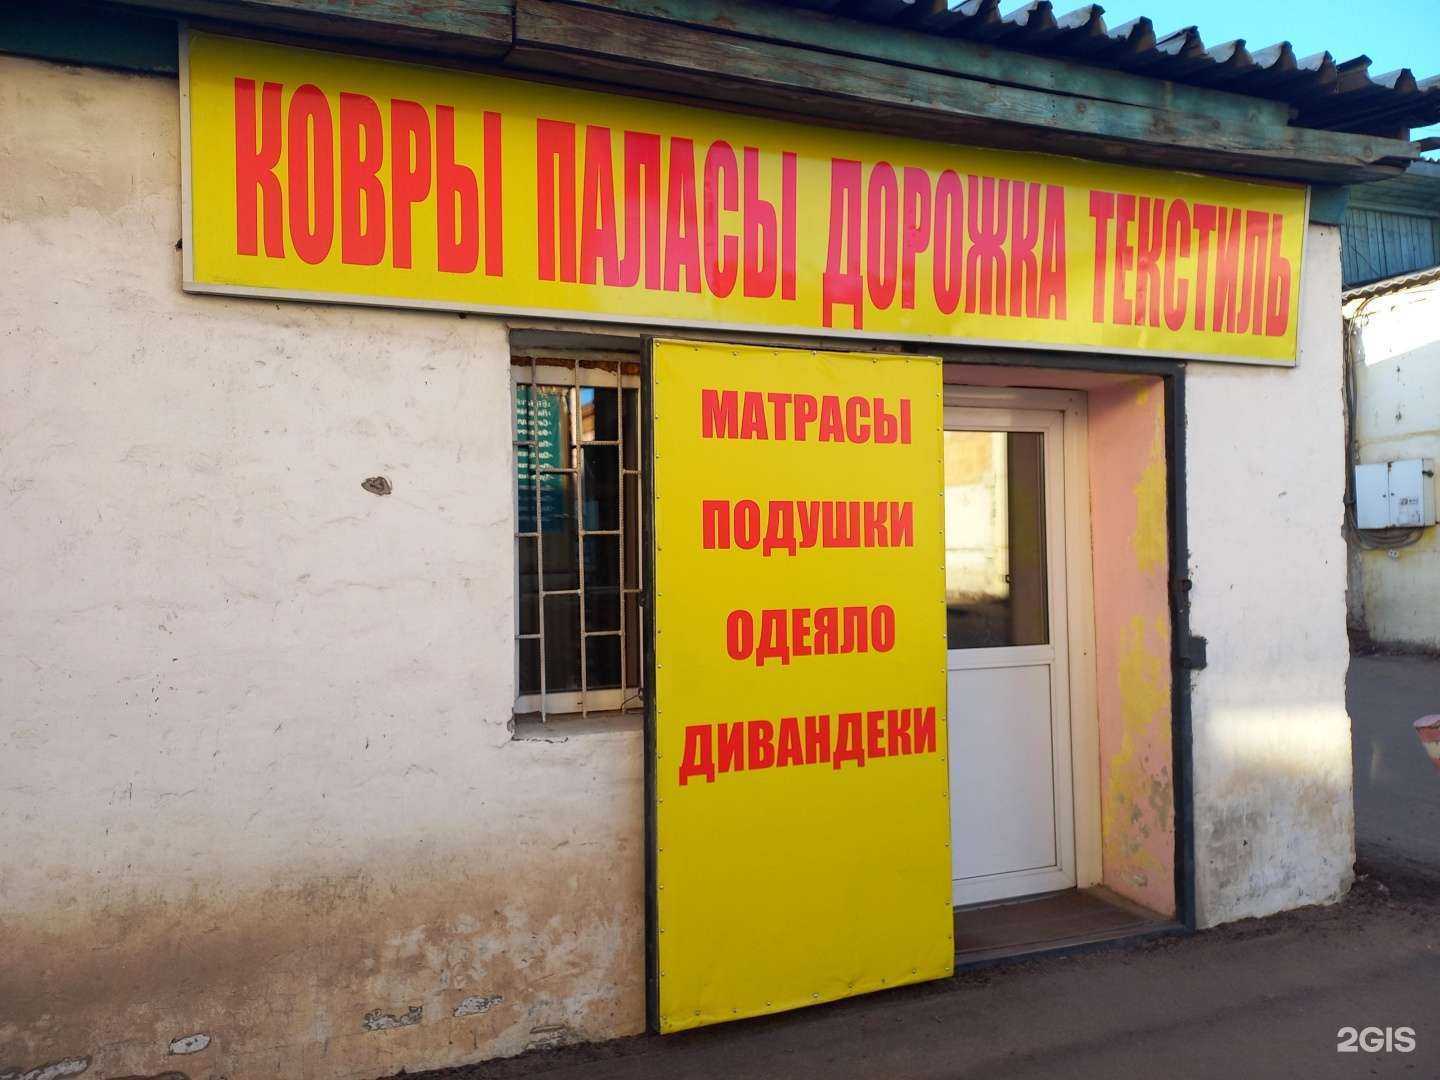 КОВРЫ ПАЛАСЫ ДОРОЖКА ТЕКСТИЛЬ
МАТРАСЫ
ПОДУШКИ
ОДЕЯЛО
ДИВАНДЕКИ
2GIS